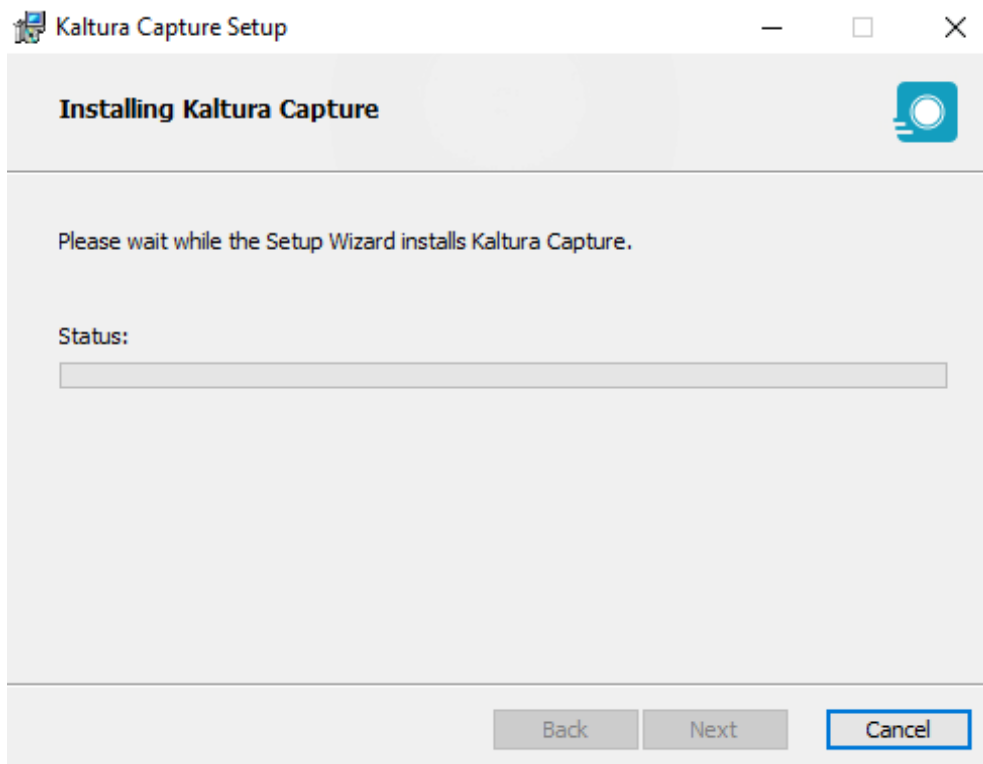 Kaltura Capture Setup
Installing Kaltura Capture
Please wait while the Setup Wizard installs Kaltura Capture.
Status:
Back Next Cancel